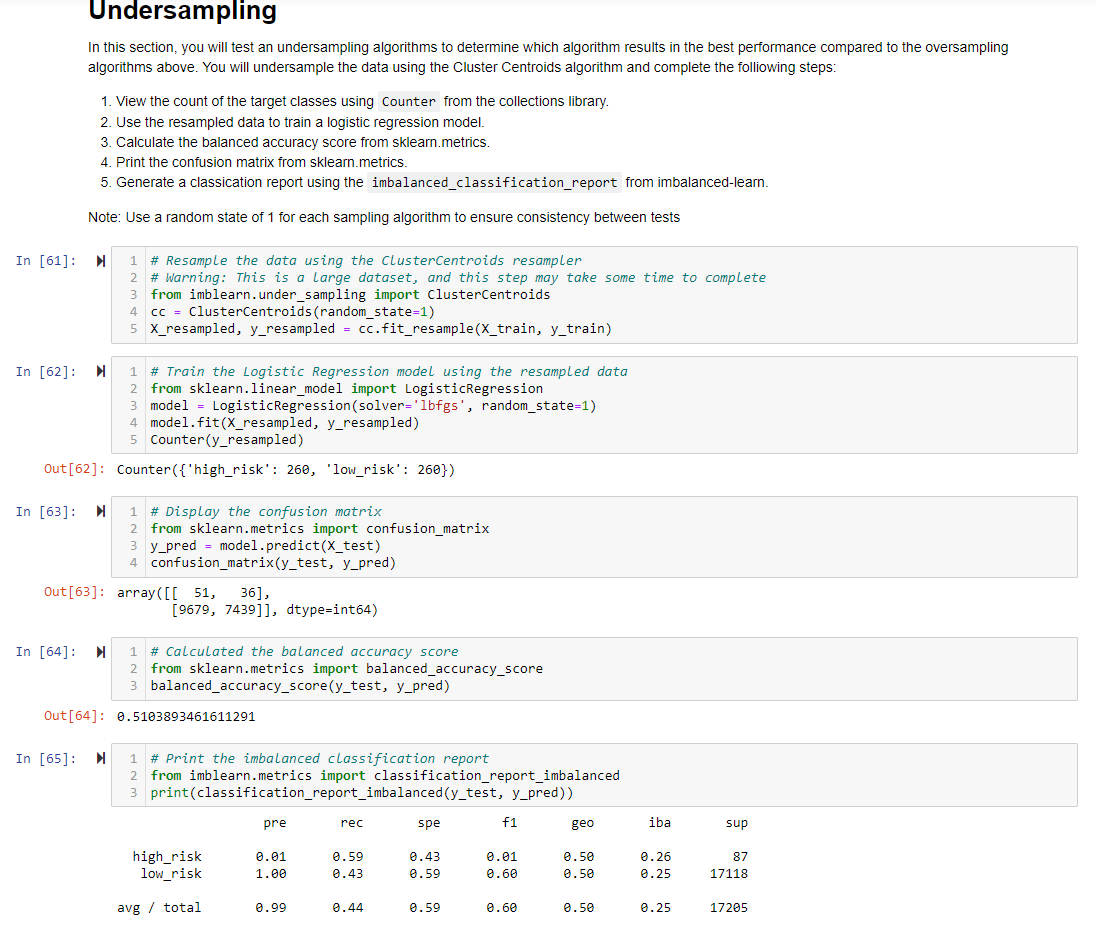 Undersampling
In this section, you will test an undersampling algorithms to determine which algorithm results in the best performance compared to the oversampling
algorithms above. You will undersample the data using the Cluster Centroids algorithm and complete the folliowing steps:
1. View the count of the target classes using Counter from the collections library.
2. Use the resampled data to train a logistic regression model.
3. Calculate the balanced accuracy score from sklearn.metrics.
4. Print the confusion matrix from sklearn.metrics.
5. Generate a classication report using the imbalanced_classification_report from imbalanced-learn.
Note: Use a random state of 1 for each sampling algorithm to ensure consistency between tests
In [61]:
1 # Resample the data using the ClusterCentroids resampler
2 # Warning: This is a large dataset, and this step may take some time to complete
3 from imblearn.under_sampling import ClusterCentroids
4 cc = ClusterCentroids(random_state=1)
5 X_resampled, y_resampled = cc.fit_resample(X_train, y_train)
In [62]:
1 # Train the Logistic Regression model using the resampled data
2 from sklearn.linear_model import LogisticRegression
3 model = LogisticRegression(solver='lbfgs', random_state=1)
4 model.fit(X_resampled, y_resampled)
5 Counter(y_resampled)
Out[62]: Counter({'high_risk': 260, 'low_risk': 260})
In [63]:
1 # Display the confusion matrix
2 from sklearn.metrics import confusion_matrix
3 y_pred = model.predict(X_test)
4 confusion_matrix(y_test, y_pred)
Out[63]: array([[  51,   36],
       [9679, 7439]], dtype=int64)
In [64]:
1 # Calculated the balanced accuracy score
2 from sklearn.metrics import balanced_accuracy_score
3 balanced_accuracy_score(y_test, y_pred)
Out[64]: 0.5103893461611291
In [65]:
1 # Print the imbalanced classification report
2 from imblearn.metrics import classification_report_imbalanced
3 print(classification_report_imbalanced(y_test, y_pred))
pre rec spe f1 geo iba sup
high_risk 0.01 0.59 0.43 0.01 0.50 0.26 87
low_risk 1.00 0.43 0.59 0.60 0.50 0.25 17118
avg / total 0.99 0.44 0.59 0.60 0.50 0.25 17205